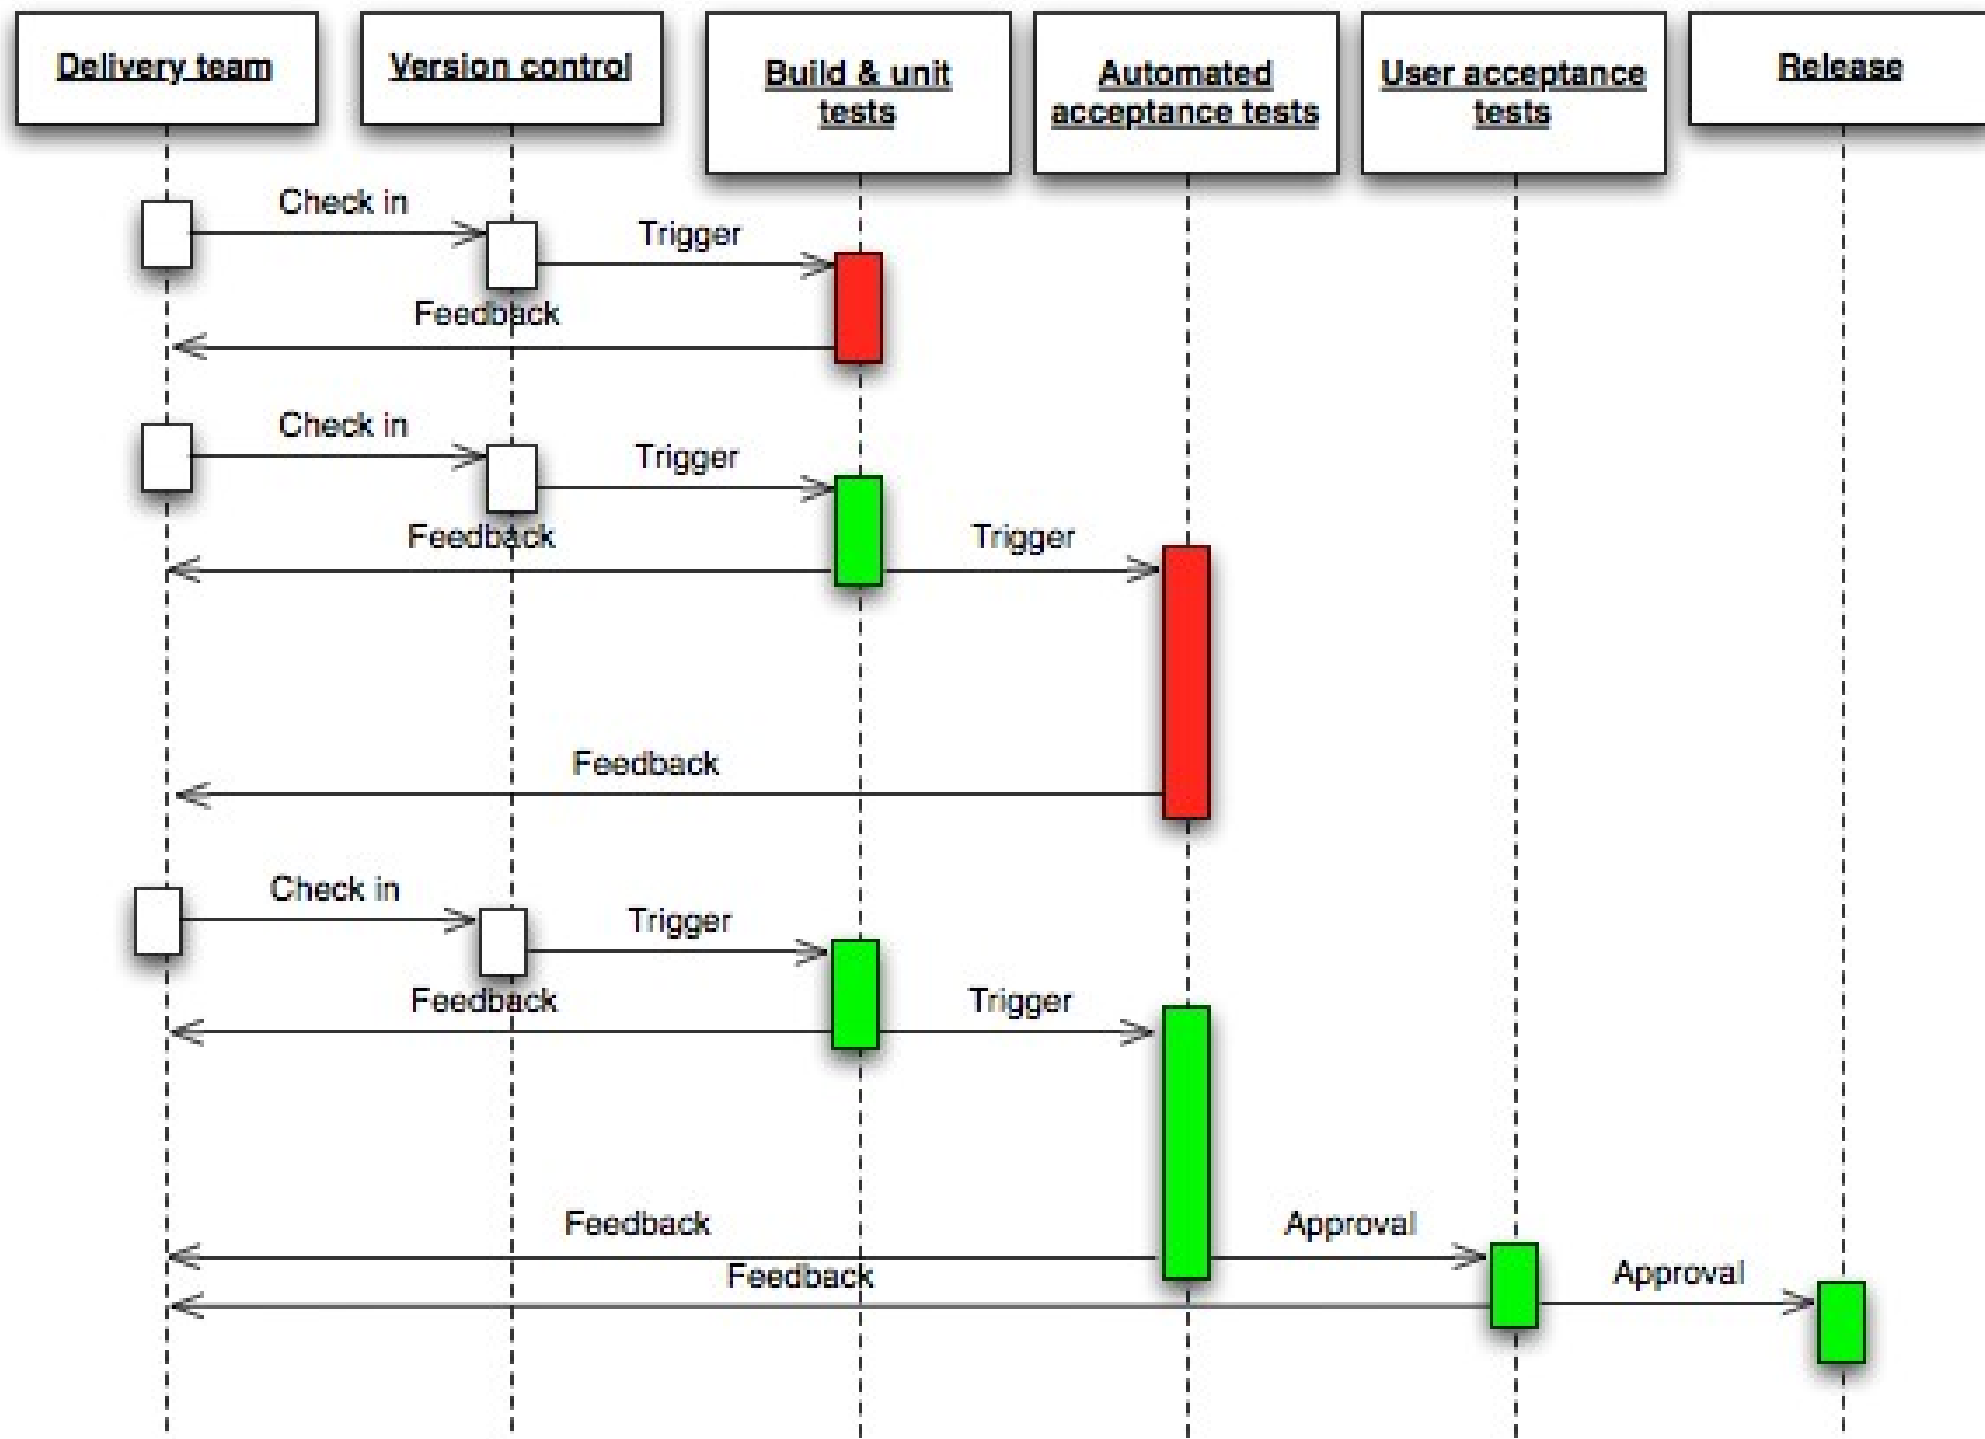 Delivery team
Version control
Build & unit
tests
Automated
acceptance tests
User acceptance
tests
Release
Check in
Trigger
Feedback
Check in
Trigger
Feedback
Trigger
Feedback
Check in
Trigger
Feedback
Trigger
Feedback
Approval
Feedback
Approval